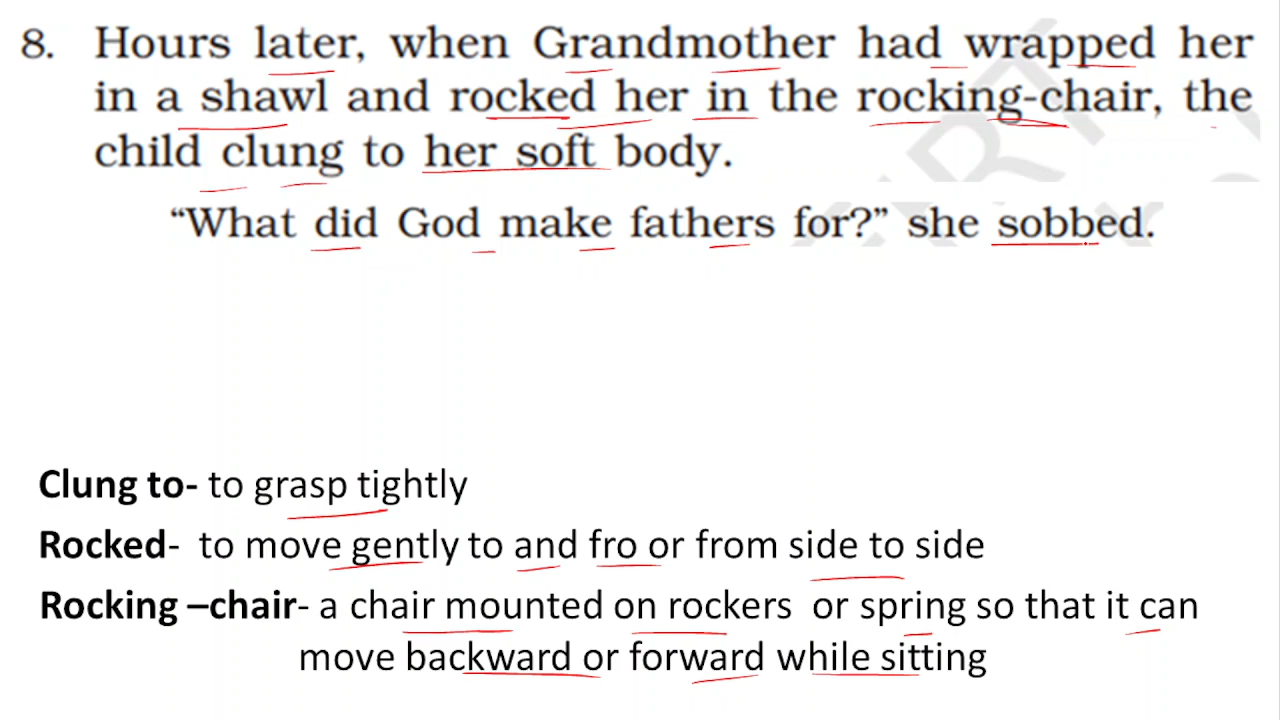 8. Hours later, when Grandmother had wrapped her
in a shawl and rocked her in the rocking-chair, the
child clung to her soft body.
“What did God make fathers for?” she sobbed.
Clung to- to grasp tightly
Rocked- to move gently to and fro or from side to side
Rocking –chair- a chair mounted on rockers or spring so that it can
move backward or forward while sitting